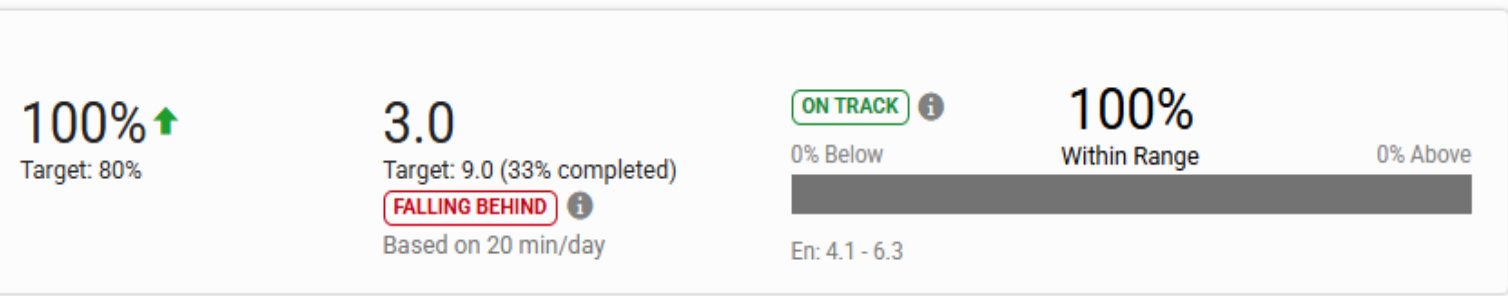 100%
Target: 80%
3.0
Target: 9.0 (33% completed)
FALLING BEHIND
Based on 20 min/day
ON TRACK
100%
0% Below
Within Range
0% Above
En: 4.1 - 6.3